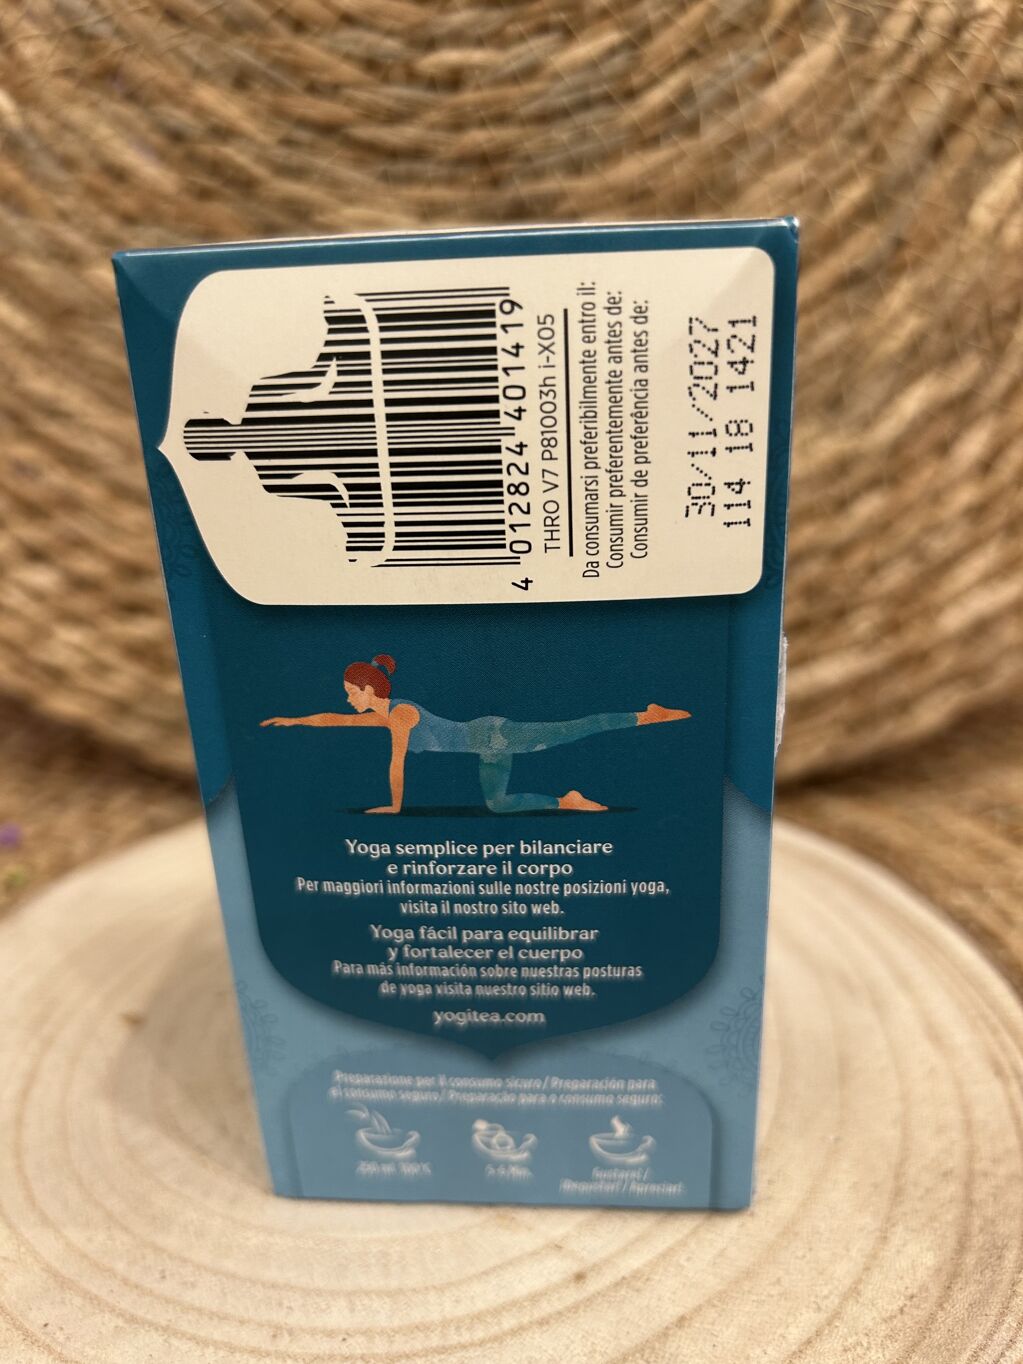 4 012824 401419
THRO V7 P81003h i-X05
Da consumarsi preferibilmente entro il:
Consumir preferentemente antes de:
Consumir de preferência antes de:
30/11/2027
114 18 1421
Yoga semplice per bilanciare
e rinforzare il corpo
Per maggiori informazioni sulle nostre posizioni yoga,
visita il nostro sito web.
Yoga fácil para equilibrar
y fortalecer el cuerpo
Para más información sobre nuestras posturas
de yoga visita nuestro sitio web.
yogitea.com
Preparazione per il consumo sicuro / Preparación para
el consumo seguro / Preparação para o consumo seguro:
250 ml 100°C